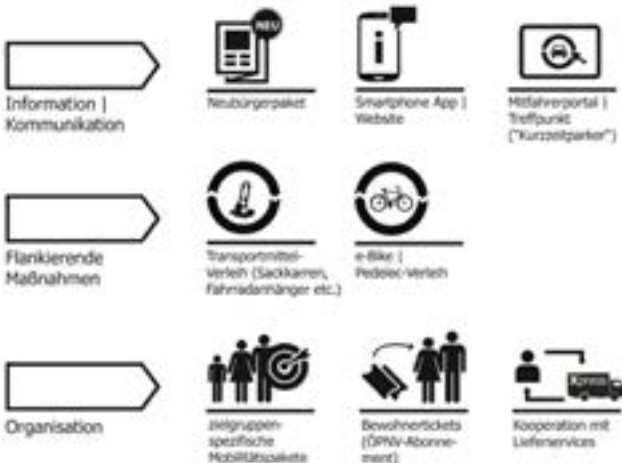 NEU
Information |
Kommunikation
Neubürgerpaket
Smartphone App |
Website
Mitfahrerportal |
Treffpunkt
("Kurzzeitparker")
Flankierende
Maßnahmen
Transportmittel-
Verleih (Sackkarren,
Fahrradanhänger etc.)
e-Bike |
Pedelec-Verleih
Organisation
zielgruppen-
spezifische
Mobilitätspakete
Bewohnertickets
(ÖPNV-Abonne-
ment)
Xpress
Kooperation mit
Lieferservices